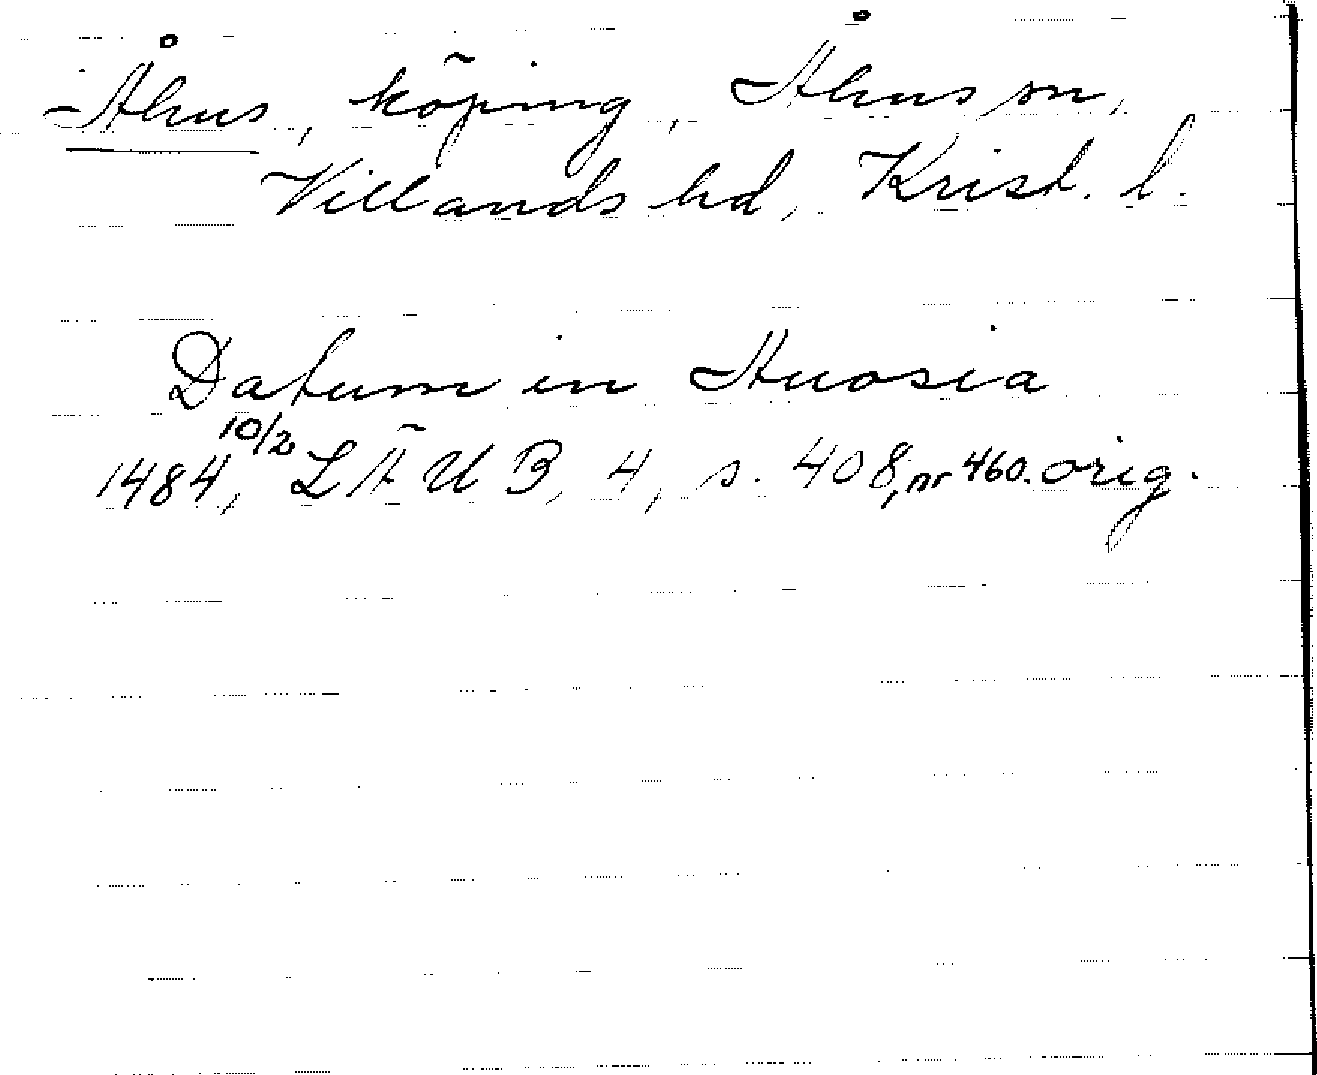 Åhus, köping, Åhus sn,
Villands hd, Krist. l.
Datum in Auosia
1484 10/2, LÄUB, 4, s. 408, nr 460. orig.